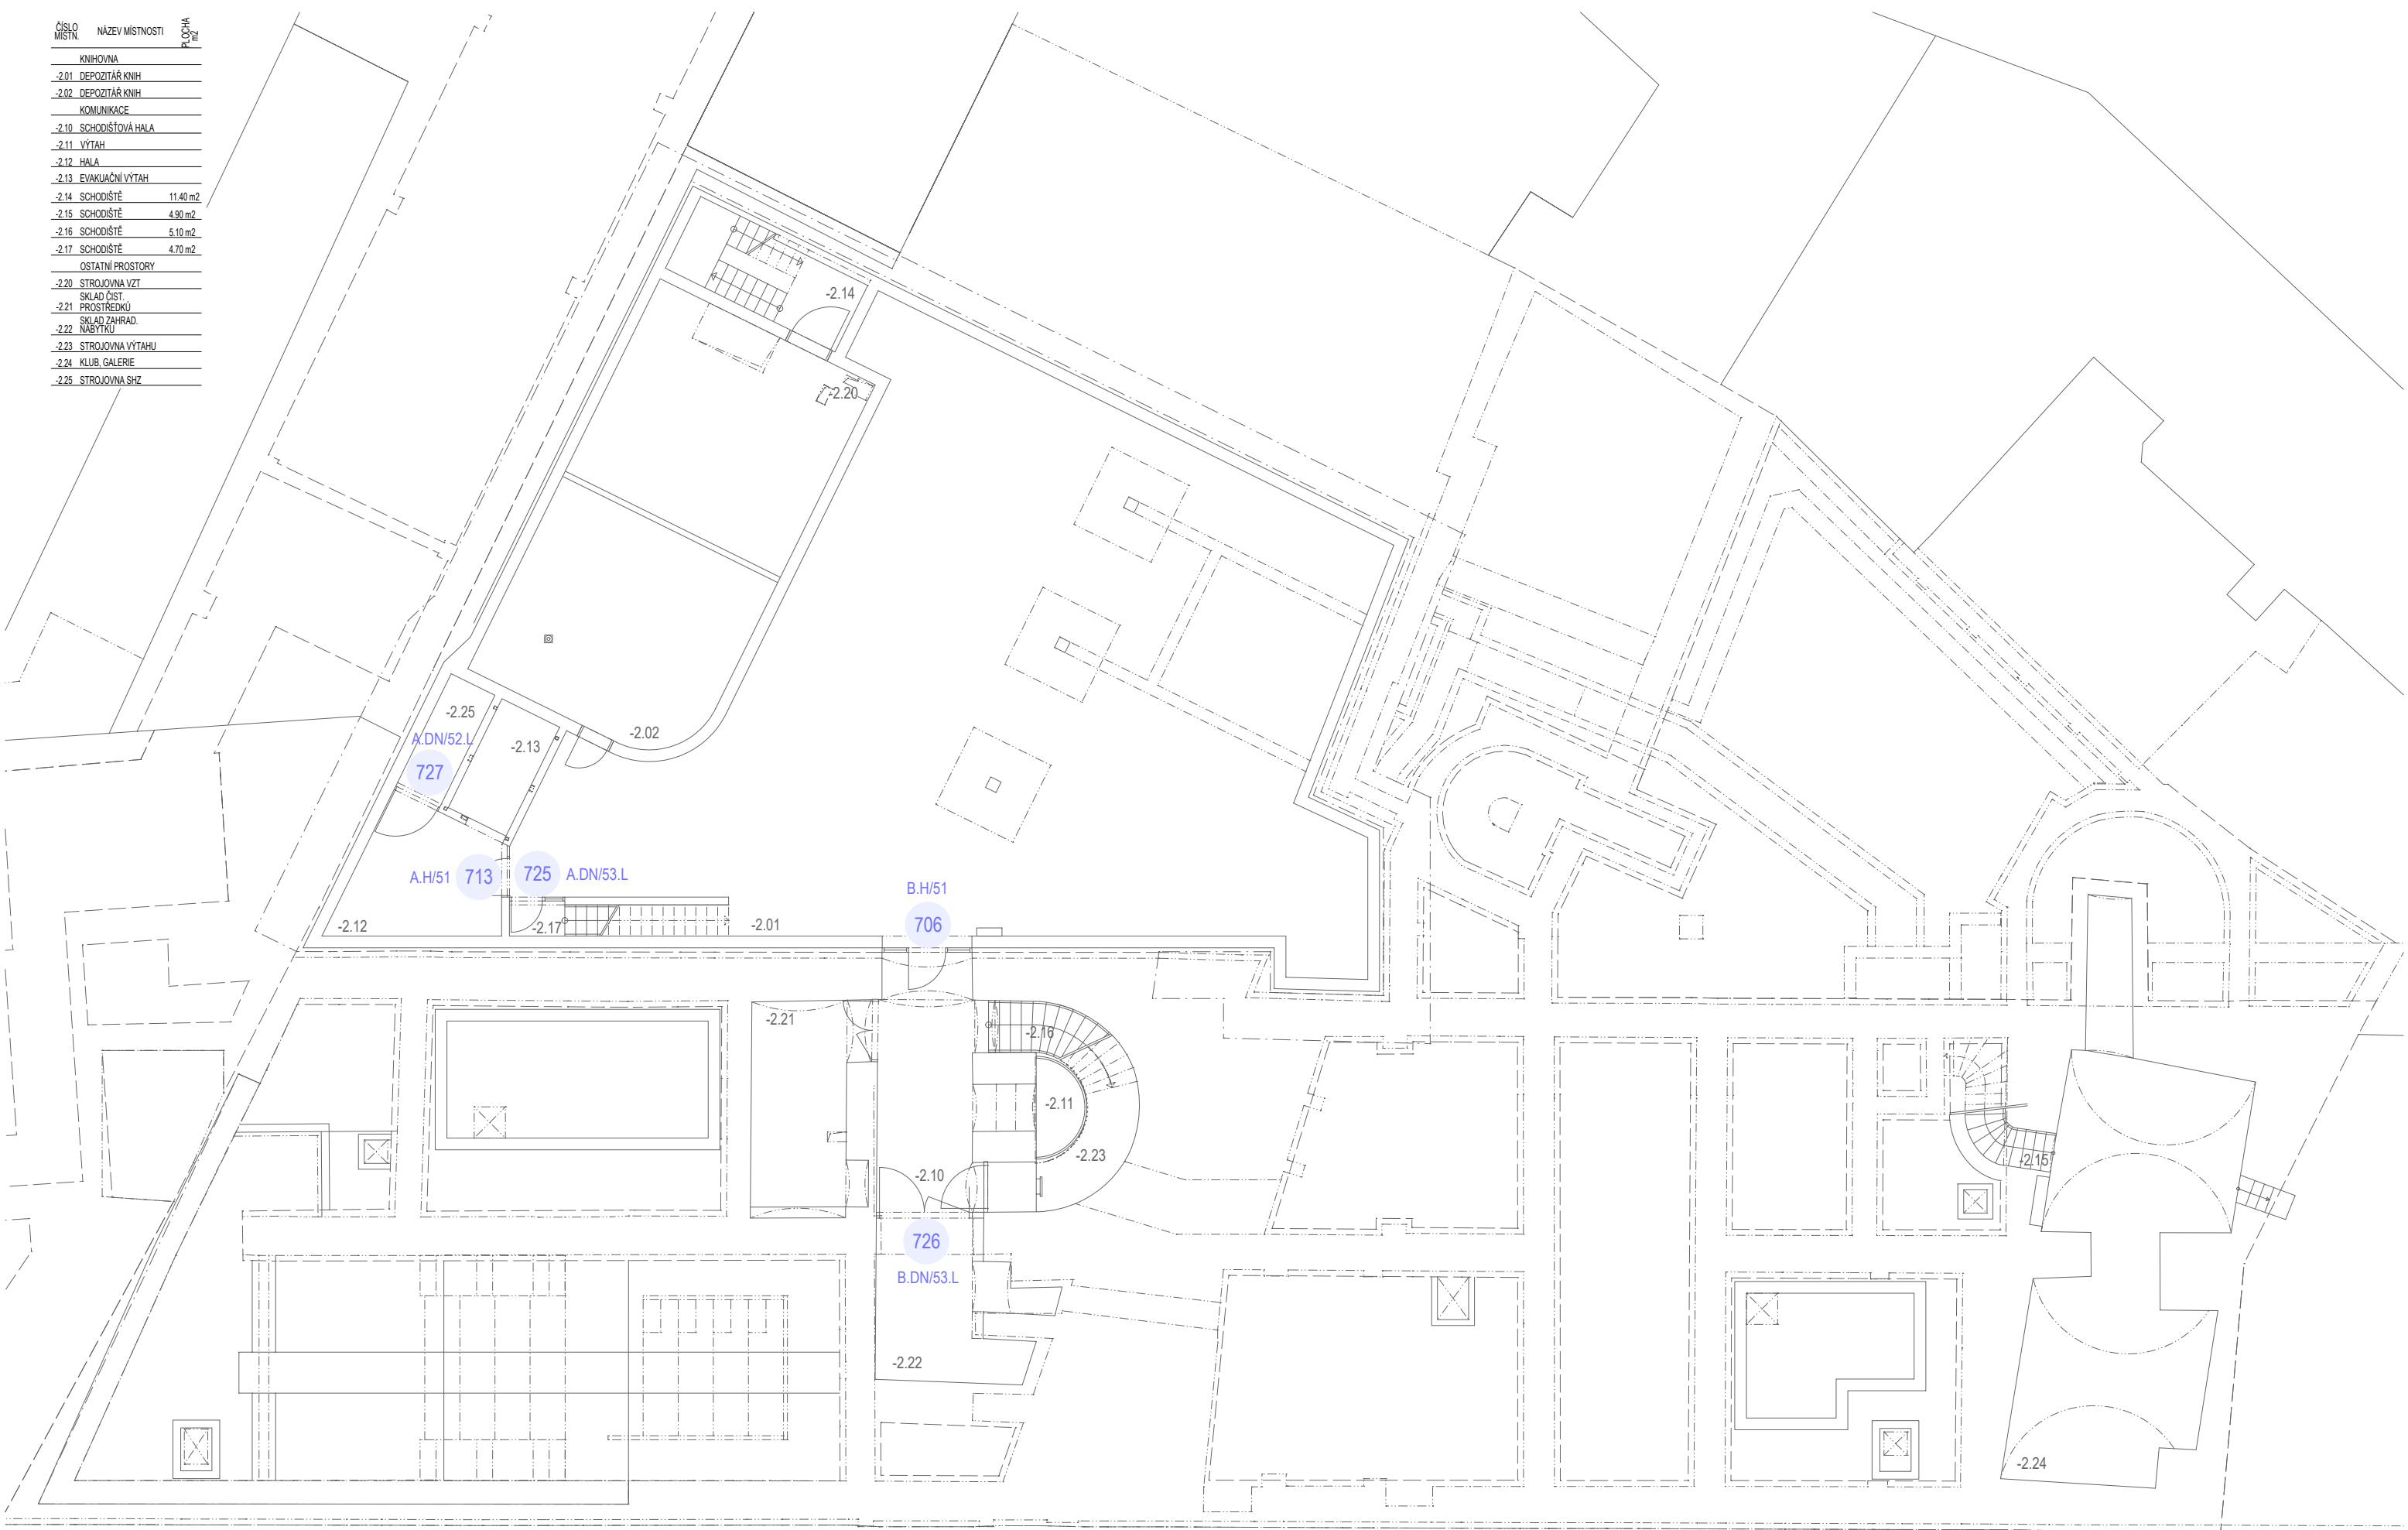 ČÍSLO MÍSTN. NÁZEV MÍSTNOSTI PLOCHA m2
KNIHOVNA
-2.01 DEPOZITÁŘ KNIH
-2.02 DEPOZITÁŘ KNIH
KOMUNIKACE
-2.10 SCHODIŠŤOVÁ HALA
-2.11 VÝTAH
-2.12 HALA
-2.13 EVAKUAČNÍ VÝTAH
-2.14 SCHODIŠTĚ 11.40 m2
-2.15 SCHODIŠTĚ 4.90 m2
-2.16 SCHODIŠTĚ 5.10 m2
-2.17 SCHODIŠTĚ 4.70 m2
OSTATNÍ PROSTORY
-2.20 STROJOVNA VZT
-2.21 SKLAD ČIST. PROSTŘEDKŮ
-2.22 SKLAD ZAHRAD. NÁBYTKU
-2.23 STROJOVNA VÝTAHU
-2.24 KLUB, GALERIE
-2.25 STROJOVNA SHZ
-2.14
-2.20
-2.25
-2.02
A.DN/52.L
-2.13
727
A.H/51 713 725 A.DN/53.L
B.H/51
-2.12 -2.17 -2.01 706
-2.21
-2.16
-2.11
-2.23
-2.15
-2.10
726
B.DN/53.L
-2.22
-2.24